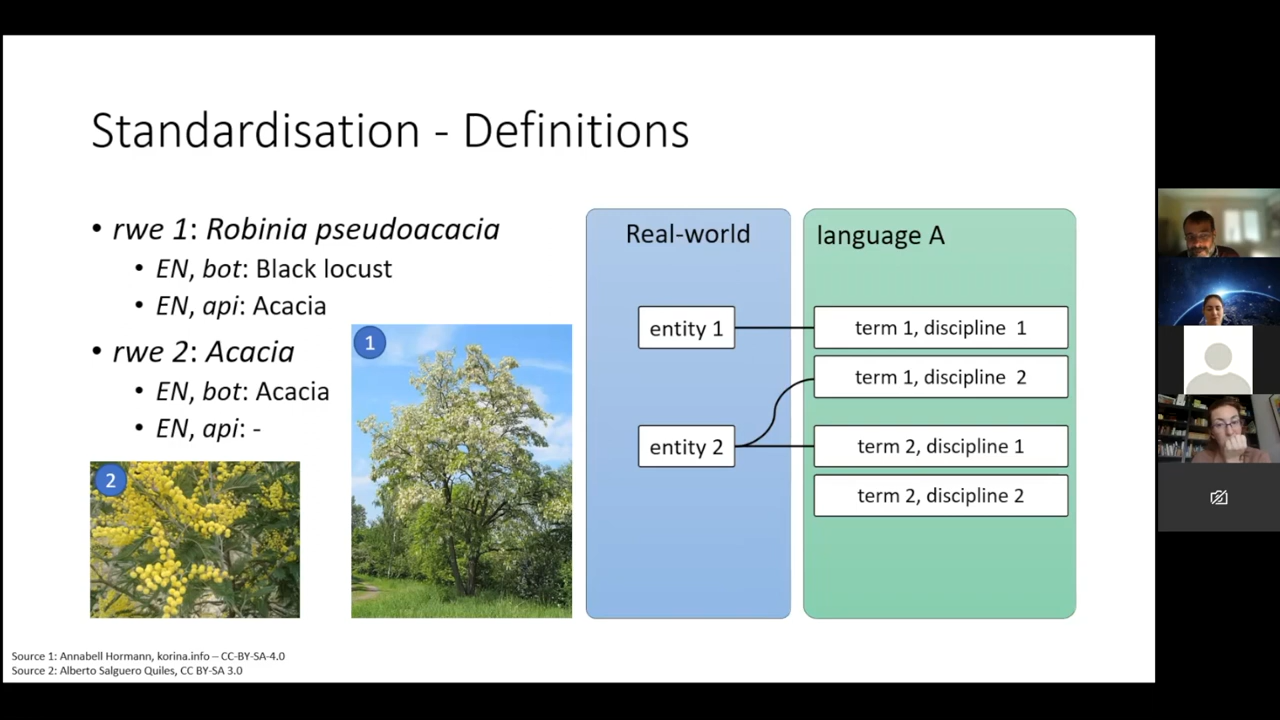 Standardisation - Definitions
• rwe 1: Robinia pseudoacacia
• EN, bot: Black locust
• EN, api: Acacia
• rwe 2: Acacia
• EN, bot: Acacia
• EN, api: -
1
2
Real-world
language A
entity 1
term 1, discipline 1
term 1, discipline 2
entity 2
term 2, discipline 1
term 2, discipline 2
Source 1: Annabell Hormann, korina.info – CC-BY-SA-4.0
Source 2: Alberto Salguero Quiles, CC BY-SA 3.0